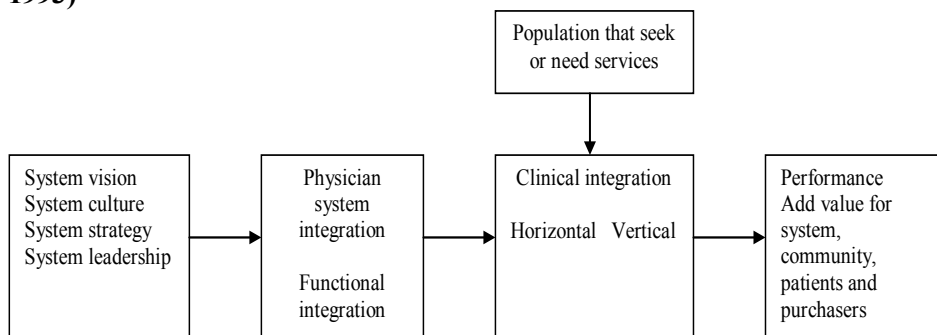 1993)
Population that seek
or need services
System vision
System culture
System strategy
System leadership
Physician
system
integration
Functional
integration
Clinical integration
Horizontal Vertical
Performance
Add value for
system,
community,
patients and
purchasers